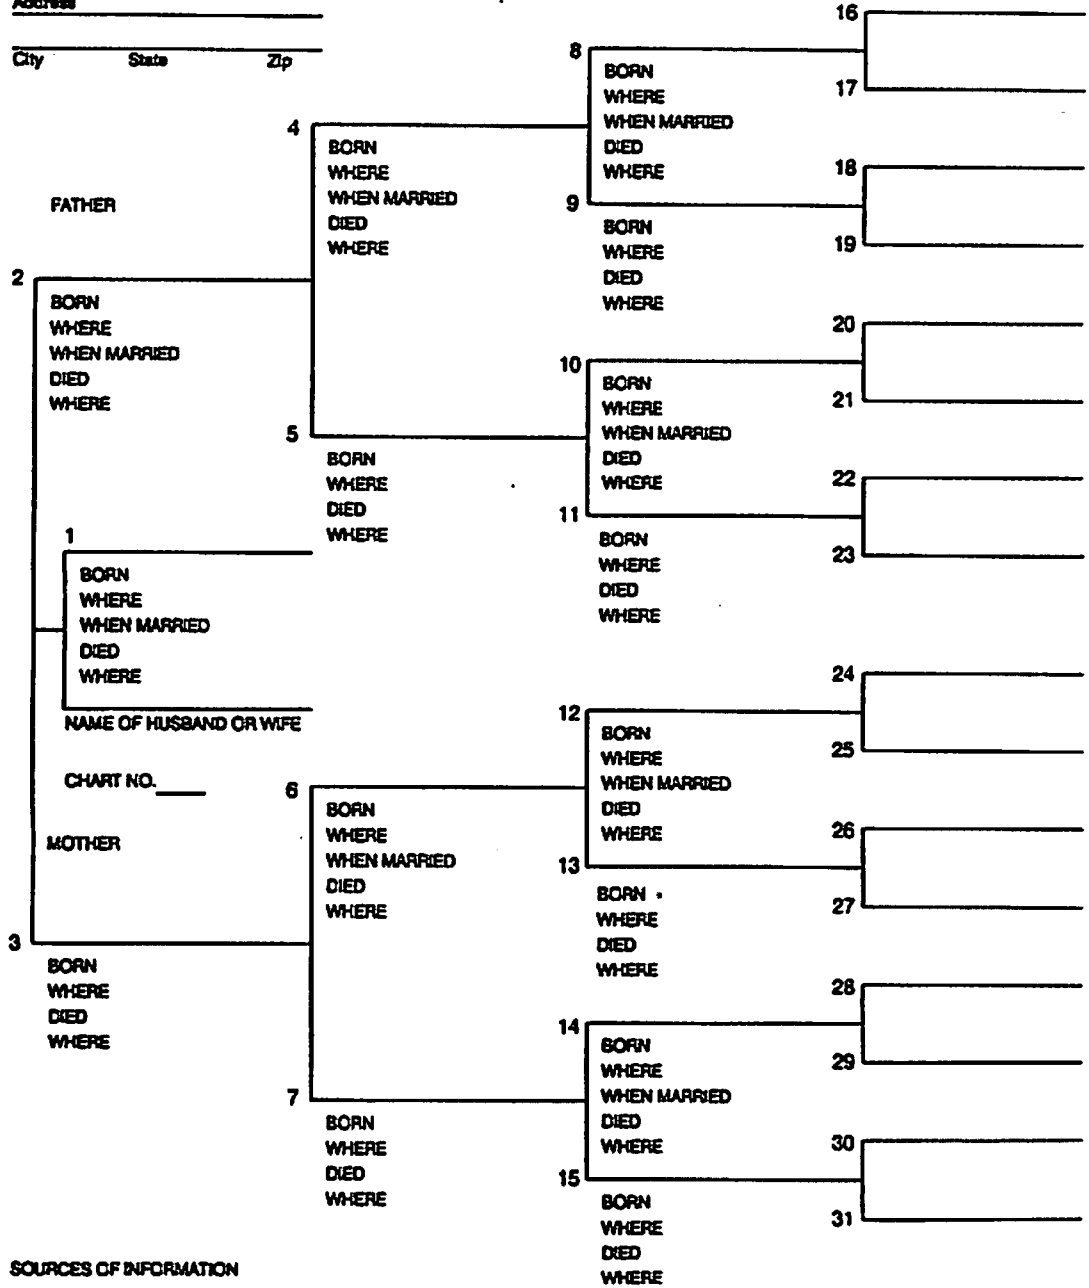 Address
City State Zip
FATHER
2
BORN
WHERE
WHEN MARRIED
DIED
WHERE
1
BORN
WHERE
WHEN MARRIED
DIED
WHERE
NAME OF HUSBAND OR WIFE
CHART NO.
MOTHER
3
BORN
WHERE
DIED
WHERE
4
BORN
WHERE
WHEN MARRIED
DIED
WHERE
5
BORN
WHERE
DIED
WHERE
6
BORN
WHERE
WHEN MARRIED
DIED
WHERE
7
BORN
WHERE
DIED
WHERE
8
BORN
WHERE
WHEN MARRIED
DIED
WHERE
9
BORN
WHERE
DIED
WHERE
10
BORN
WHERE
WHEN MARRIED
DIED
WHERE
11
BORN
WHERE
DIED
WHERE
12
BORN
WHERE
WHEN MARRIED
DIED
WHERE
13
BORN
WHERE
DIED
WHERE
14
BORN
WHERE
WHEN MARRIED
DIED
WHERE
15
BORN
WHERE
DIED
WHERE
16
17
18
19
20
21
22
23
24
25
26
27
28
29
30
31
SOURCES OF INFORMATION